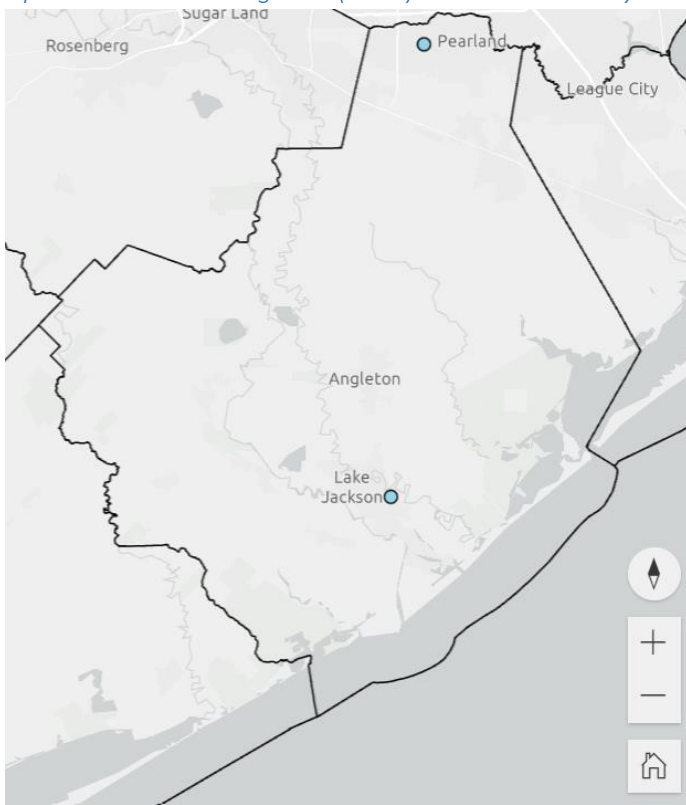 Sugar Land
Rosenberg
Pearland
League City
Angleton
Lake
Jackson